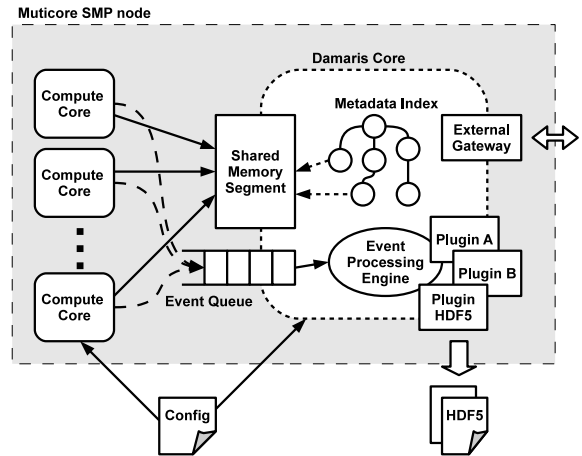 Muticore SMP node
Damaris Core
Compute
Core
Metadata Index
External
Gateway
Shared
Memory
Segment
Compute
Core
Event
Processing
Engine
Plugin A
Plugin B
Plugin
HDF5
Compute
Core
Event Queue
Config
HDF5